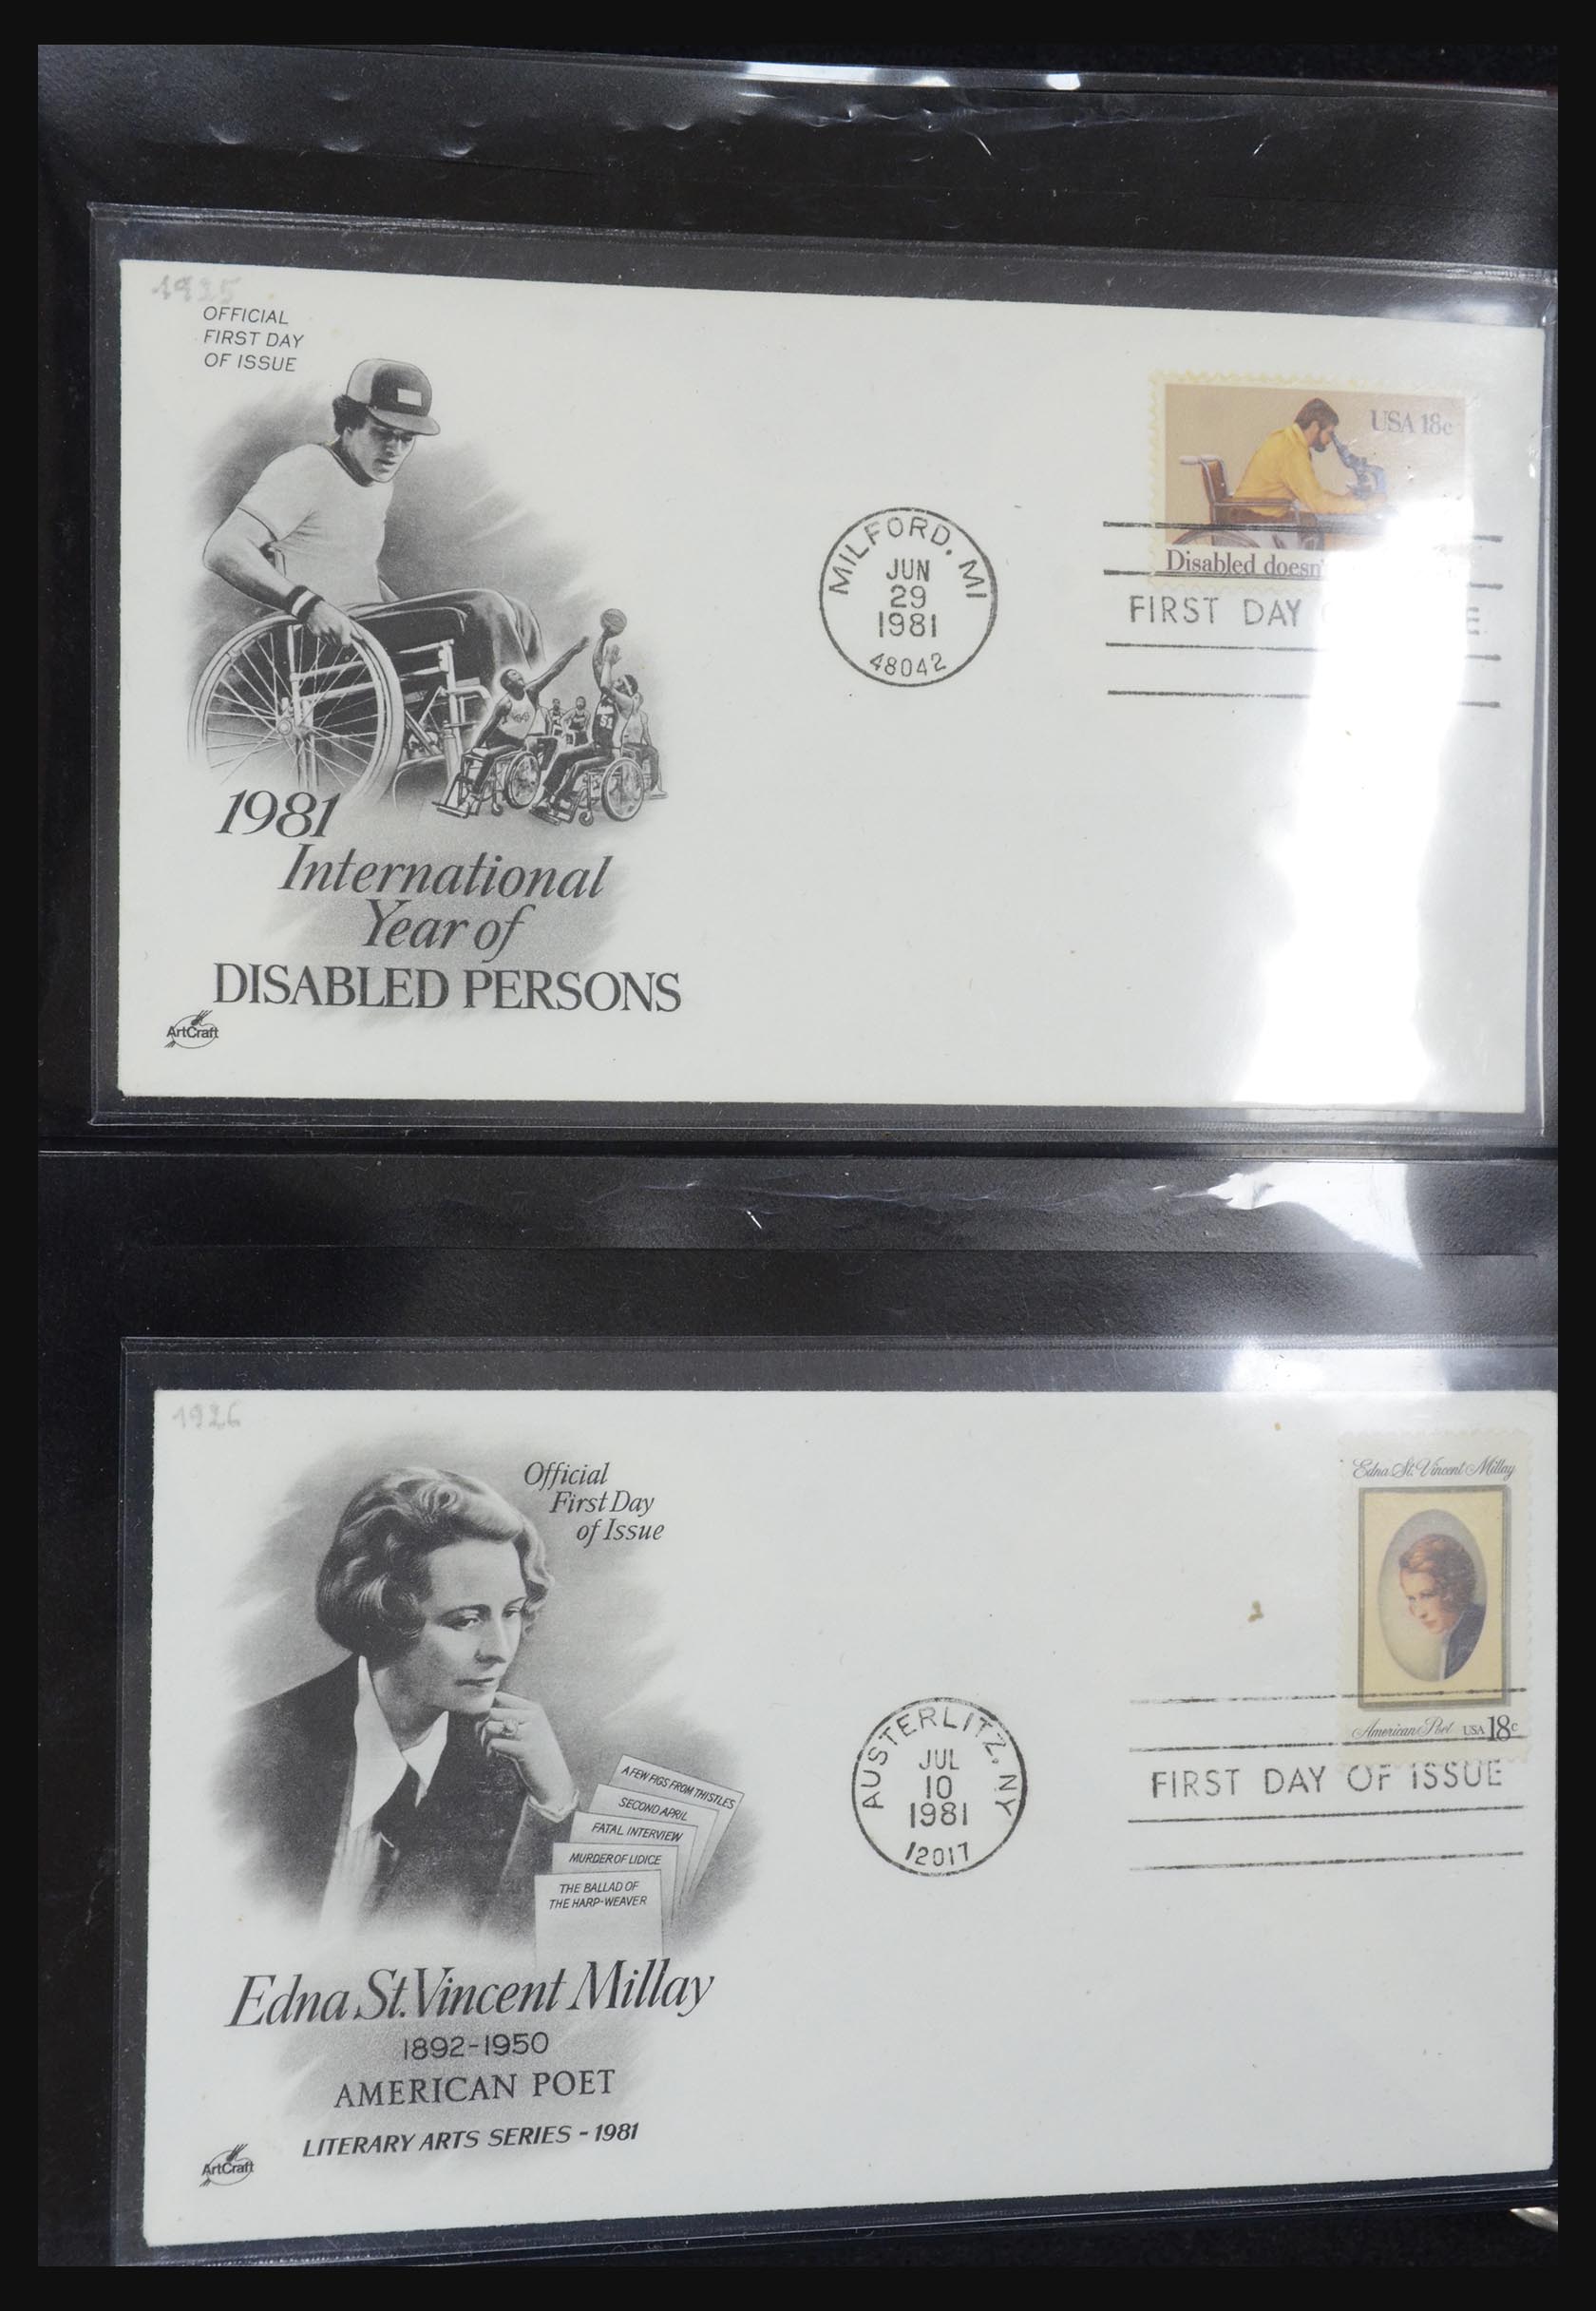 1925
OFFICIAL
FIRST DAY
OF ISSUE
USA 18c
Disabled doesn'
MILFORD, MI
JUN
29
1981
48042
FIRST DAY
E
51
1981
International
Year of
DISABLED PERSONS
ArtCraft
1926
Official
First Day
of Issue
Edna St. Vincent Millay
American Poet USA 18c
AUSTERLITZ, NY
JUL
10
1981
12017
FIRST DAY OF ISSUE
A FEW FIGS FROM THISTLES
SECOND APRIL
FATAL INTERVIEW
MURDER OF LIDICE
THE BALLAD OF
THE HARP-WEAVER
Edna St. Vincent Millay
1892-1950
AMERICAN POET
LITERARY ARTS SERIES - 1981
ArtCraft